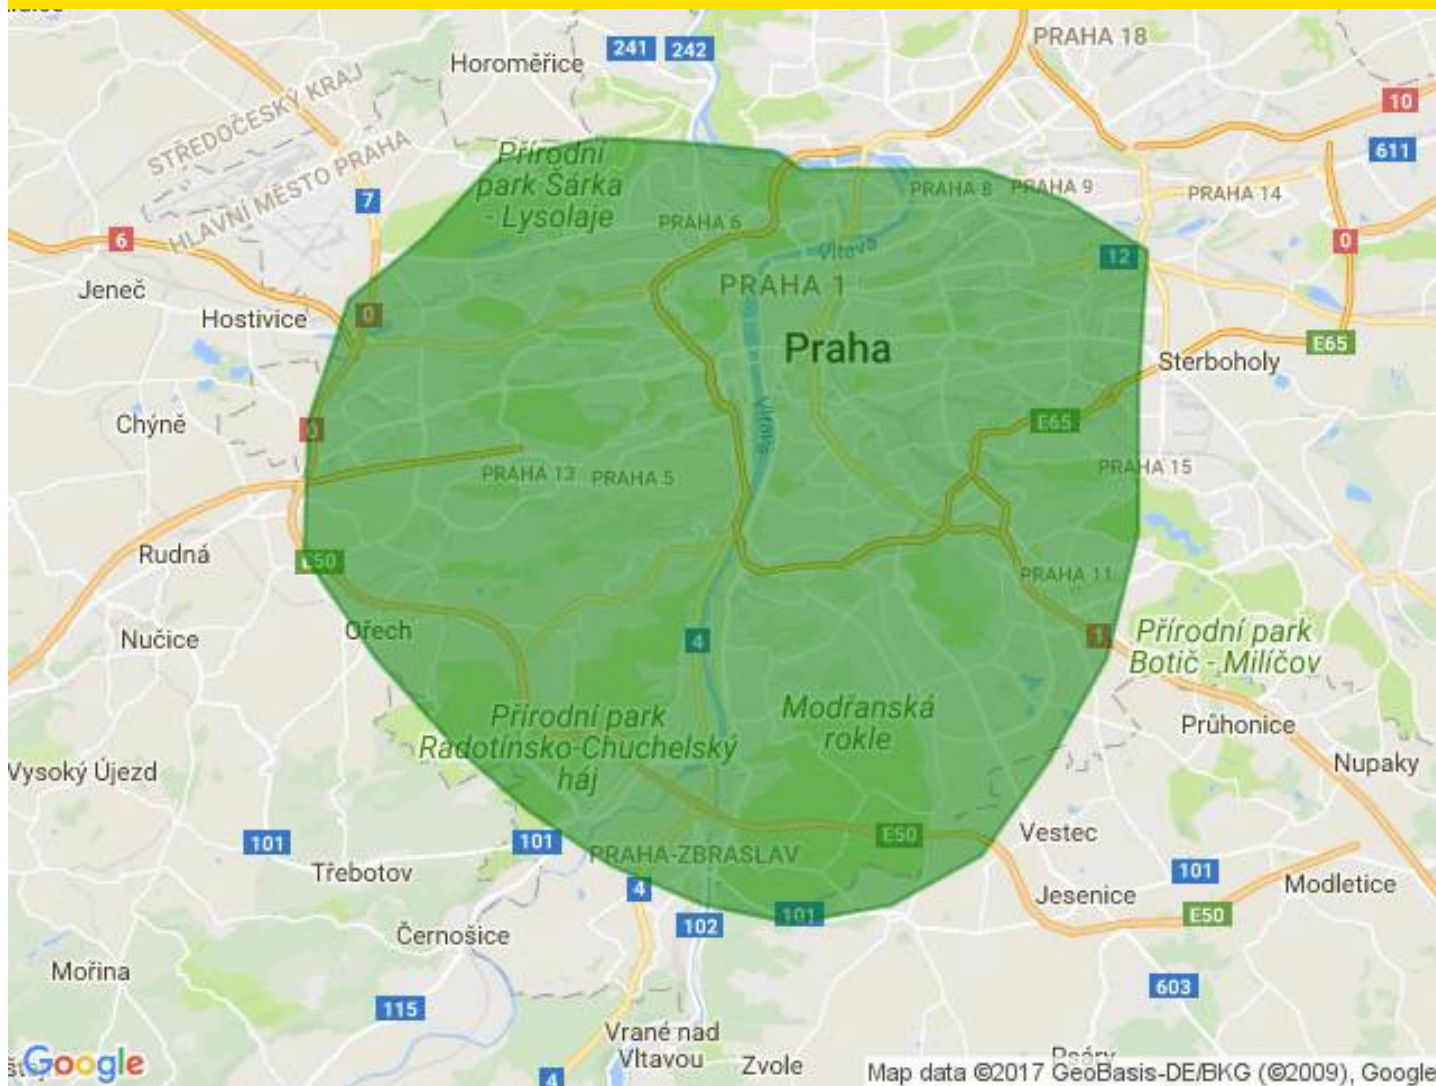 241
242
PRAHA 18
Horoměřice
10
STŘEDOČESKÝ KRAJ
HLAVNÍ MĚSTO PRAHA
611
Přírodní
park Šárka
- Lysolaje
7
PRAHA 8
PRAHA 9
PRAHA 14
PRAHA 6
6
0
Vltava
12
Jeneč
PRAHA 1
Hostivice
0
Praha
E65
Sterboholy
Chýně
0
Vltava
E65
PRAHA 13
PRAHA 5
PRAHA 15
Rudná
E50
PRAHA 11
Nučice
Ořech
4
1
Přírodní park
Botič - Milíčov
Přírodní park
Radotínsko-Chuchelský
háj
Modřanská
rokle
Průhonice
Vysoký Újezd
Nupaky
101
101
E50
Vestec
PRAHA-ZBRASLAV
Třebotov
4
101
Modletice
Jesenice
102
101
E50
Černošice
Mořina
603
115
Vrané nad
Vltavou
Zvole
Psáry
4
Google
Map data ©2017 GeoBasis-DE/BKG (©2009), Google